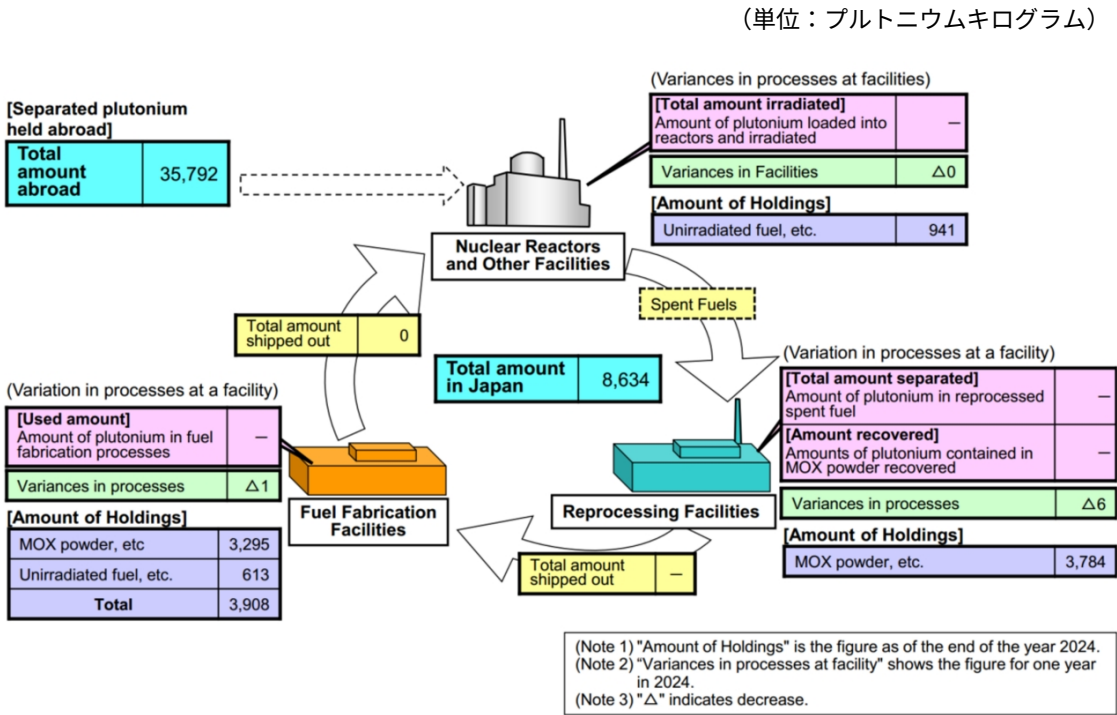 （単位：プルトニウムキログラム）
(Variances in processes at facilities)
[Total amount irradiated]
Amount of plutonium loaded into
reactors and irradiated
—
Variances in Facilities △0
[Amount of Holdings]
Unirradiated fuel, etc. 941
[Separated plutonium
held abroad]
Total
amount
abroad
35,792
Nuclear Reactors
and Other Facilities
Spent Fuels
Total amount
shipped out
0
Total amount
in Japan
8,634
(Variation in processes at a facility)
[Total amount separated]
Amount of plutonium in reprocessed
spent fuel
—
[Amount recovered]
Amounts of plutonium contained in
MOX powder recovered
—
Variances in processes △6
[Amount of Holdings]
MOX powder, etc. 3,784
(Variation in processes at a facility)
[Used amount]
Amount of plutonium in fuel
fabrication processes
—
Variances in processes △1
[Amount of Holdings]
MOX powder, etc 3,295
Unirradiated fuel, etc. 613
Total 3,908
Fuel Fabrication
Facilities
Reprocessing Facilities
Total amount
shipped out
—
(Note 1) "Amount of Holdings" is the figure as of the end of the year 2024.
(Note 2) “Variances in processes at facility" shows the figure for one year
in 2024.
(Note 3) "△" indicates decrease.